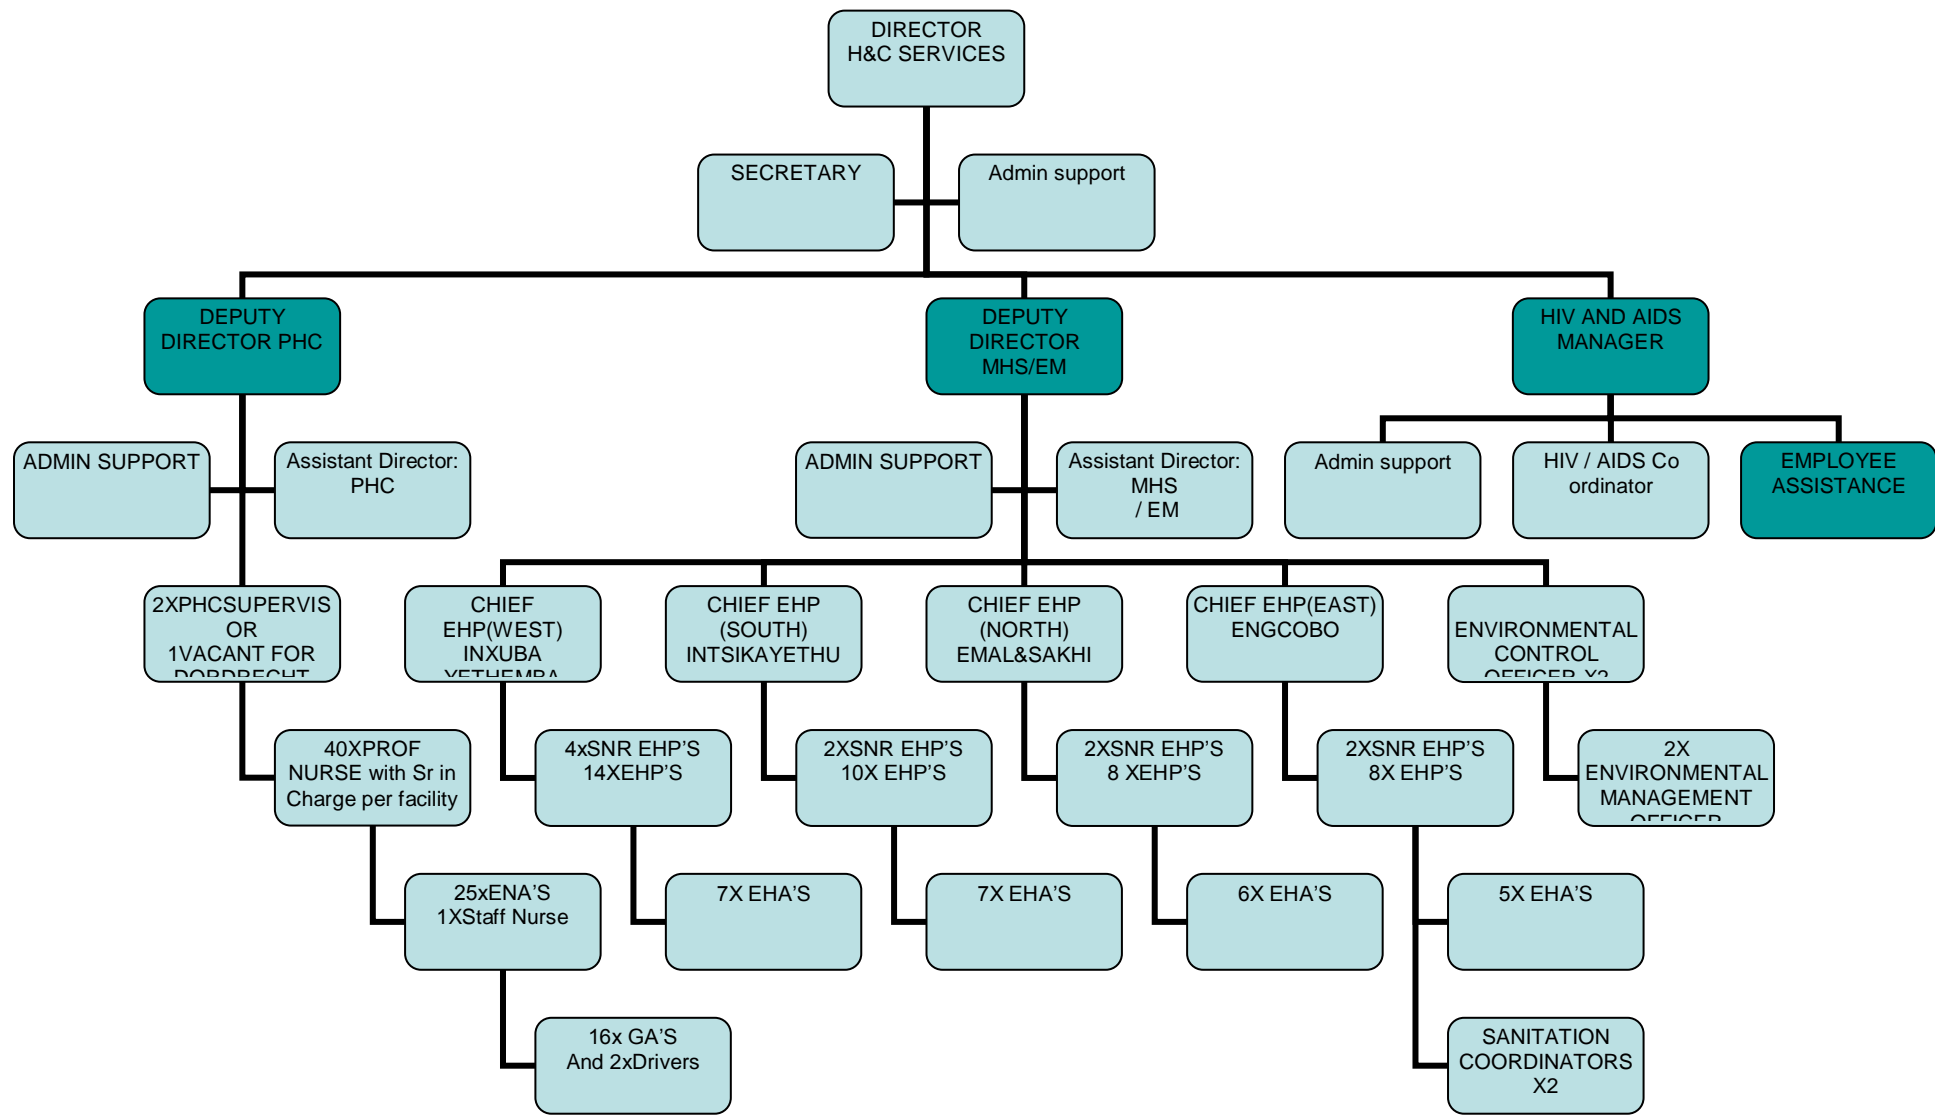 DIRECTOR
H&C SERVICES
SECRETARY
Admin support
DEPUTY
DIRECTOR PHC
DEPUTY
DIRECTOR
MHS/EM
HIV AND AIDS
MANAGER
ADMIN SUPPORT
Assistant Director:
PHC
ADMIN SUPPORT
Assistant Director:
MHS
/ EM
Admin support
HIV / AIDS Co
ordinator
EMPLOYEE
ASSISTANCE
2XPHCSUPERVIS
OR
1VACANT FOR
DORDRECHT
CHIEF
EHP(WEST)
INXUBA
YETHEMBA
CHIEF EHP
(SOUTH)
INTSIKAYETHU
CHIEF EHP
(NORTH)
EMAL&SAKHI
CHIEF EHP(EAST)
ENGCOBO
ENVIRONMENTAL
CONTROL
OFFICER X2
40XPROF
NURSE with Sr in
Charge per facility
4xSNR EHP’S
14XEHP’S
2XSNR EHP’S
10X EHP’S
2XSNR EHP’S
8 XEHP’S
2XSNR EHP’S
8X EHP’S
2X
ENVIRONMENTAL
MANAGEMENT
OFFICER
25xENA’S
1XStaff Nurse
7X EHA’S
7X EHA’S
6X EHA’S
5X EHA’S
16x GA’S
And 2xDrivers
SANITATION
COORDINATORS
X2